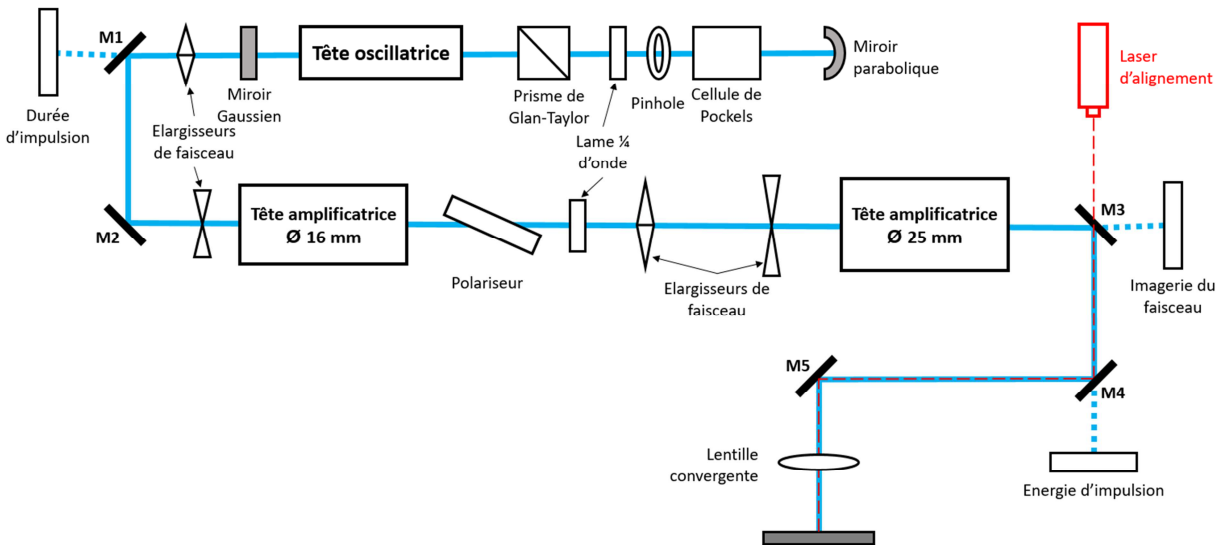 M1
Tête oscillatrice
Miroir
parabolique
Laser
d'alignement
Durée
d'impulsion
Miroir
Gaussien
Prisme de
Glan-Taylor
Pinhole
Cellule de
Pockels
Elargisseurs
de faisceau
Lame ¼
d'onde
M2
Tête amplificatrice
Ø 16 mm
Polariseur
Elargisseurs de
faisceau
Tête amplificatrice
Ø 25 mm
M3
Imagerie du
faisceau
M5
M4
Lentille
convergente
Energie d'impulsion